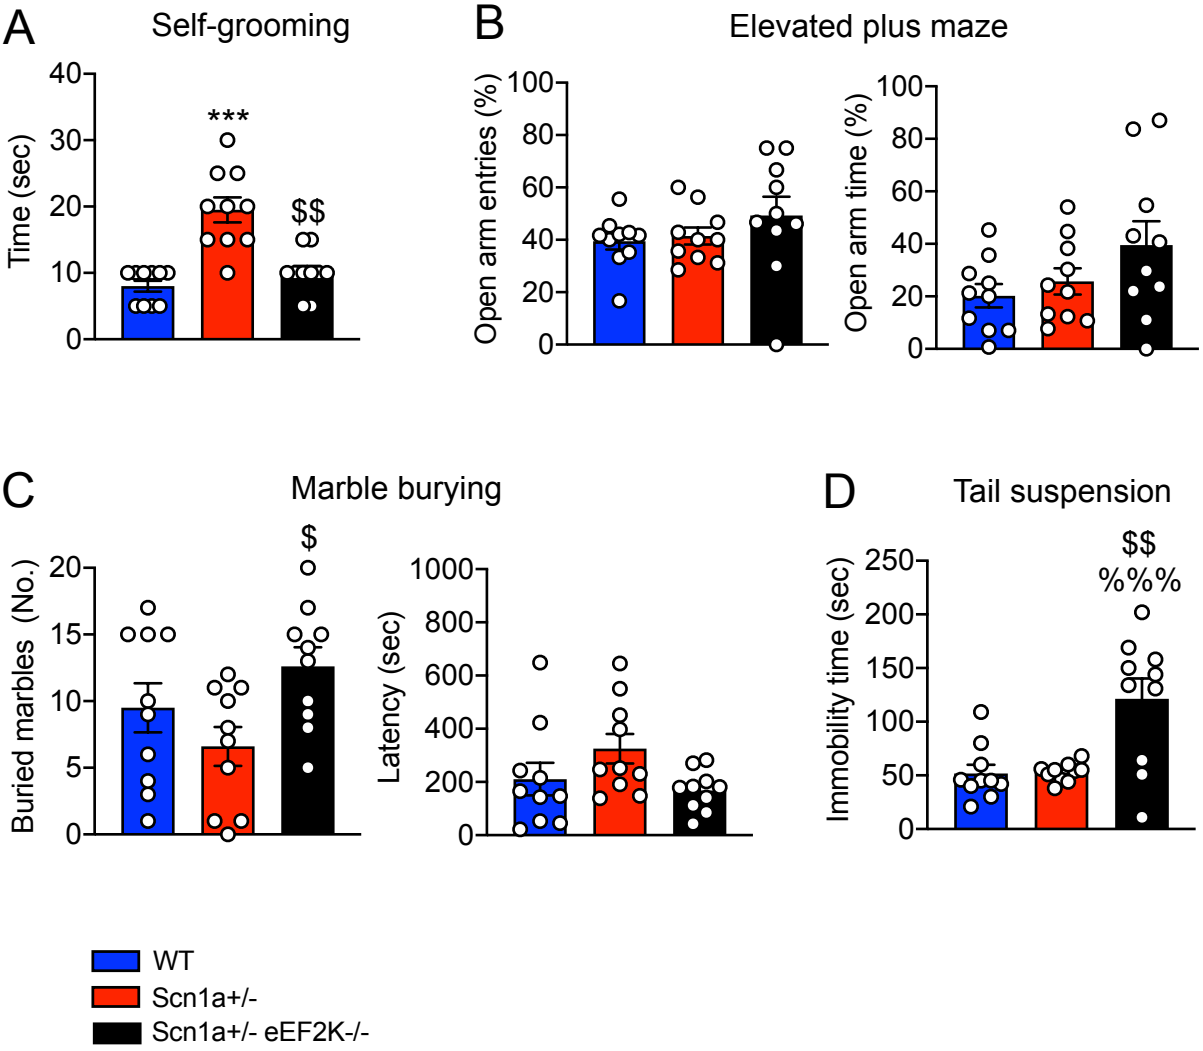 A
Self-grooming
Time (sec)
40
30
20
10
0
***
$$
B
Elevated plus maze
Open arm entries (%)
100
80
60
40
20
0
Open arm time (%)
100
80
60
40
20
0
C
Marble burying
Buried marbles (No.)
20
15
10
5
0
$
Latency (sec)
1000
800
600
400
200
0
D
Tail suspension
Immobility time (sec)
250
200
150
100
50
0
$$
%%%
WT
Scn1a+/-
Scn1a+/- eEF2K-/-